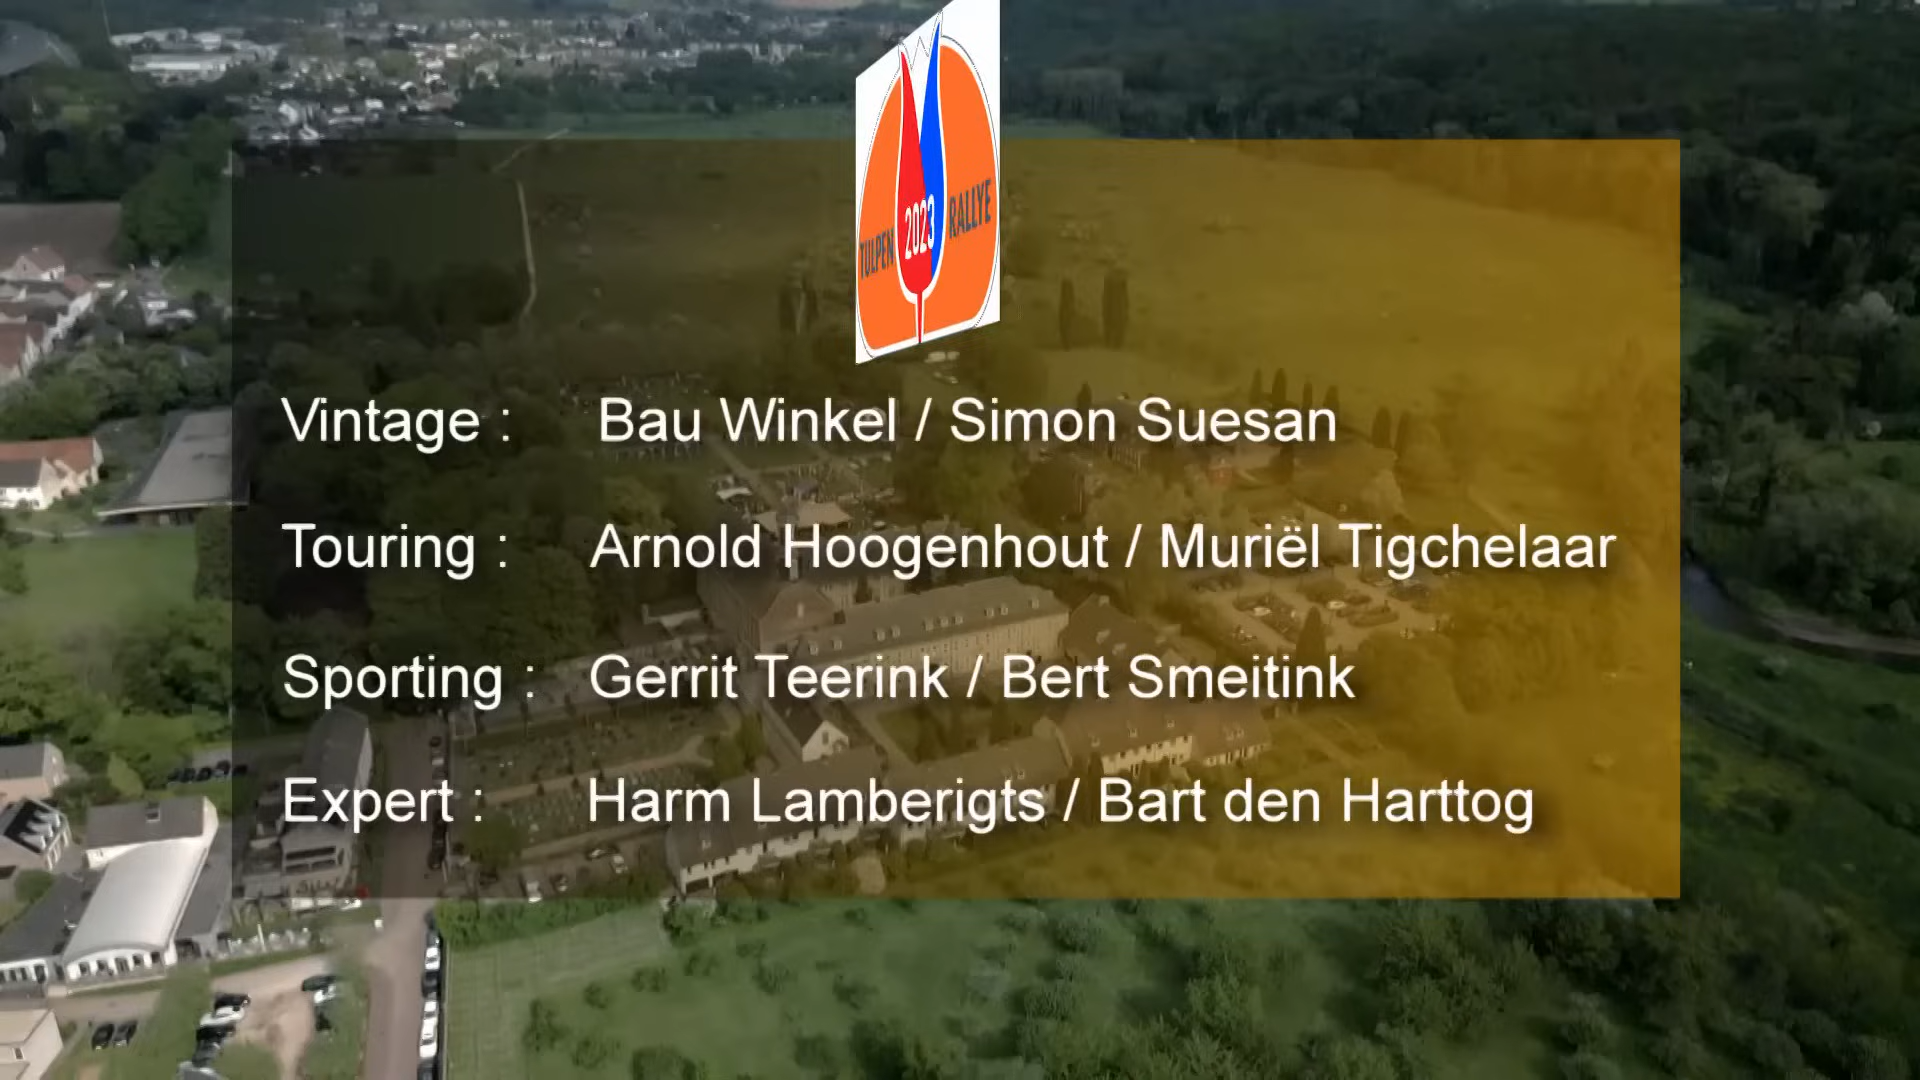 TULPEN 2023 RALLYE
Vintage : Bau Winkel / Simon Suesan
Touring : Arnold Hoogenhout / Muriël Tigchelaar
Sporting : Gerrit Teerink / Bert Smeitink
Expert : Harm Lamberigts / Bart den Harttog